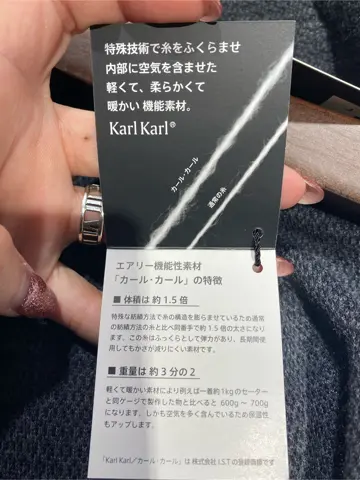 特殊技術で糸をふくらませ
内部に空気を含ませた
軽くて、柔らかくて
暖かい 機能素材。
Karl Karl®
カール・カール
通常の糸
エアリー機能性素材
「カール・カール」の特徴
■ 体積は約 1.5 倍
特殊な紡績方法で糸の構造を膨らませているため通常
の紡績方法の糸と比べ同番手で約 1.5 倍の太さになり
ます。この糸はふっくらとして弾力があり、長期間使
用してもかさが減りにくい素材です。
■ 重量は約 3 分の 2
軽くて暖かい素材により例えば一着約1kgのセーター
と同ゲージで製作した物と比べると 600g ～ 700g
になります。しかも空気を多く含んでいるため保温性
もアップします。
「Karl Karl／カール・カール」は 株式会社 I.S.T の登録商標です